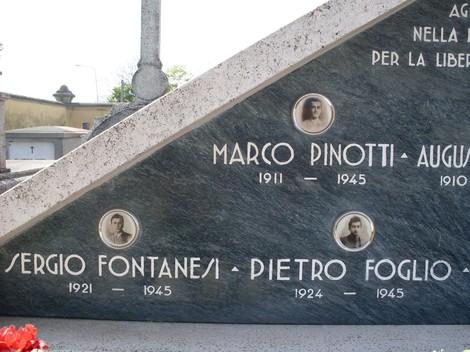 AG
NELLA
PER LA LIBER
MARCO PINOTTI - AUGUS
1911 — 1945 1910
SERGIO FONTANESI - PIETRO FOGLIO -
1921 — 1945 1924 — 1945